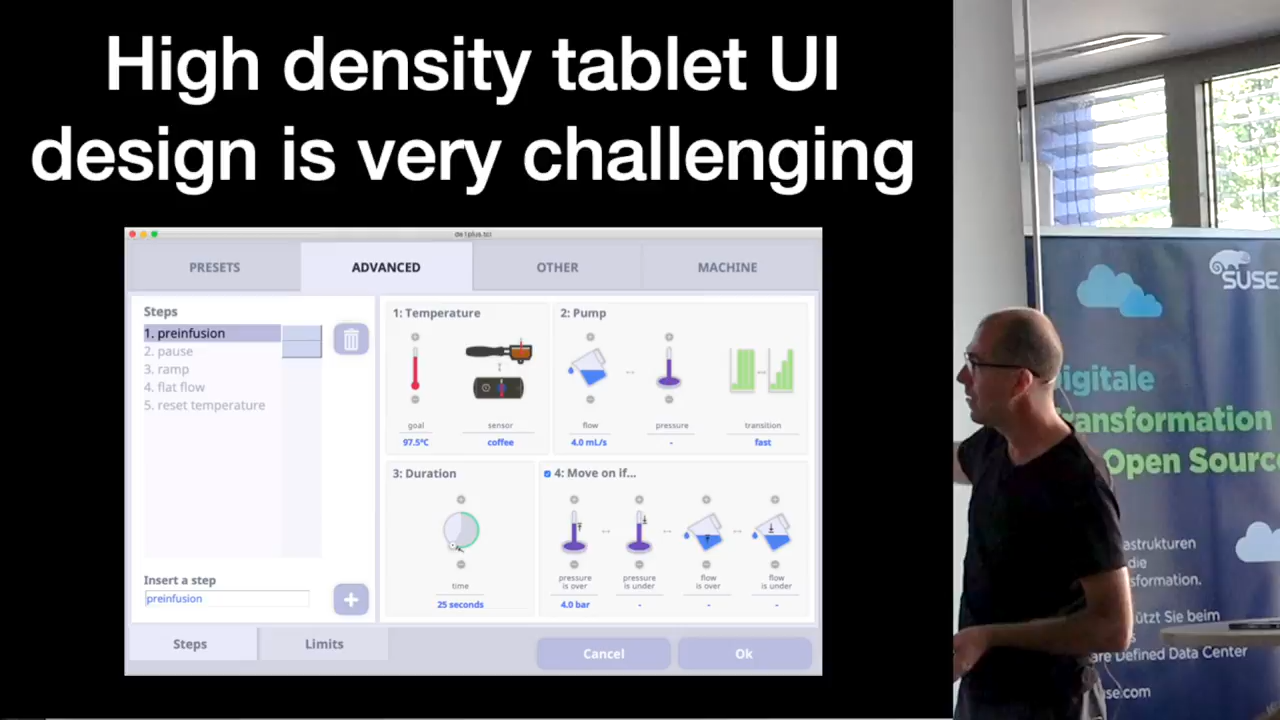 High density tablet UI
design is very challenging
de1plus.tcl
PRESETS
ADVANCED
OTHER
MACHINE
Steps
1. preinfusion
2. pause
3. ramp
4. flat flow
5. reset temperature
Insert a step
preinfusion
1: Temperature
goal
97.5ºC
sensor
coffee
2: Pump
flow
4.0 mL/s
pressure
-
transition
fast
3: Duration
time
25 seconds
4: Move on if...
pressure
is over
4.0 bar
pressure
is under
-
flow
is over
-
flow
is under
-
Steps
Limits
Cancel
Ok
SUSE
igitale
ansformation
Open Source
astrukturen
die
sformation.
ützt Sie beim
s
are Defined Data Center
use.com